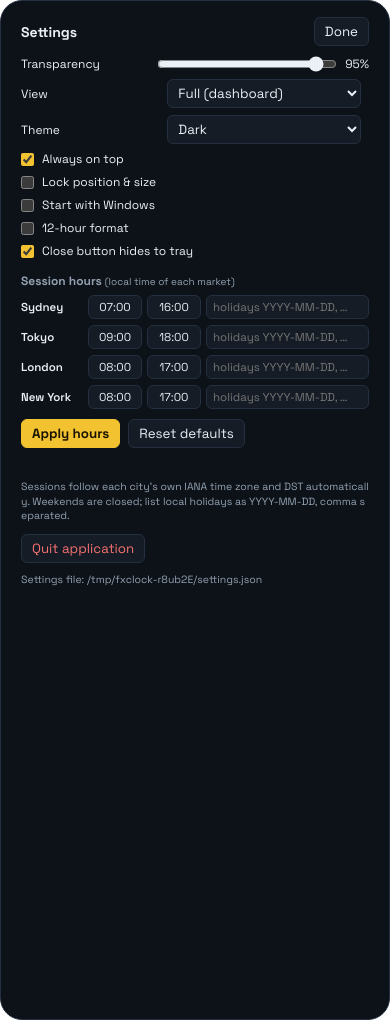 Settings
Done
Transparency 95%
View Full (dashboard)
Theme Dark
Always on top
Lock position & size
Start with Windows
12-hour format
Close button hides to tray
Session hours (local time of each market)
Sydney 07:00 16:00 holidays YYYY-MM-DD, ...
Tokyo 09:00 18:00 holidays YYYY-MM-DD, ...
London 08:00 17:00 holidays YYYY-MM-DD, ...
New York 08:00 17:00 holidays YYYY-MM-DD, ...
Apply hours Reset defaults
Sessions follow each city's own IANA time zone and DST automaticall
y. Weekends are closed; list local holidays as YYYY-MM-DD, comma s
eparated.
Quit application
Settings file: /tmp/fxclock-r8ub2E/settings.json